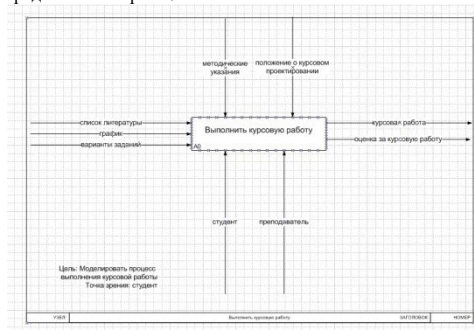 методические
указания
положение о курсовом
проектировании
список литературы
график
варианты заданий
Выполнить курсовую работу
A0
курсовая работа
оценка за курсовую работу
студент
преподаватель
Цель: Моделировать процесс
выполнения курсовой работы
Точка зрения: студент
УЗЕЛ
Выполнить курсовую работу
ЗАГОЛОВОК
НОМЕР